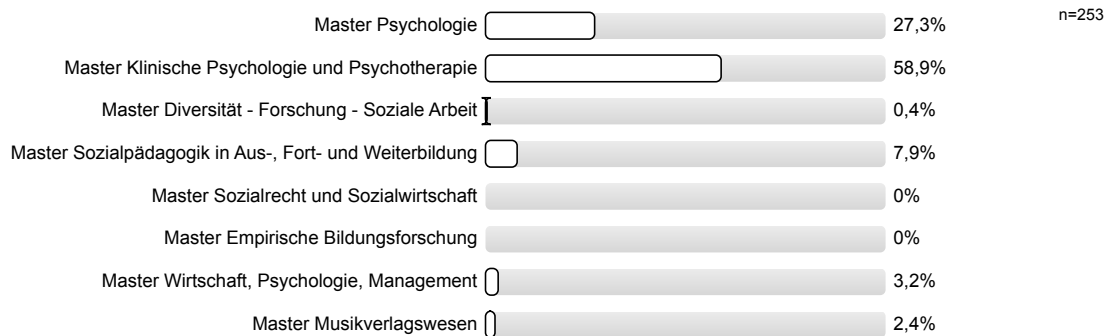 n=253
Master Psychologie 27,3%
Master Klinische Psychologie und Psychotherapie 58,9%
Master Diversität - Forschung - Soziale Arbeit 0,4%
Master Sozialpädagogik in Aus-, Fort- und Weiterbildung 7,9%
Master Sozialrecht und Sozialwirtschaft 0%
Master Empirische Bildungsforschung 0%
Master Wirtschaft, Psychologie, Management 3,2%
Master Musikverlagswesen 2,4%